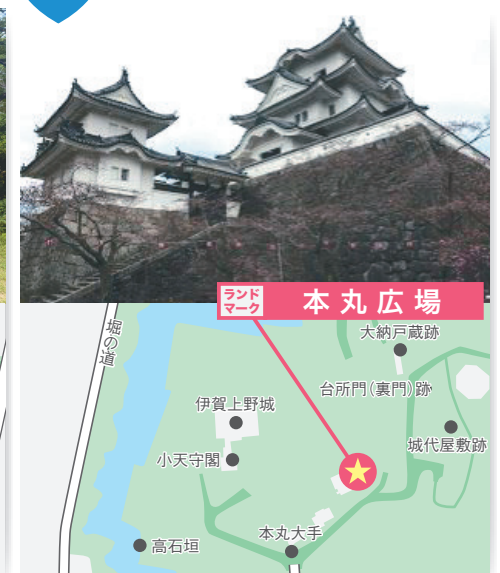 ランド
マーク
本丸広場
堀の道
大納戸蔵跡
台所門(裏門)跡
伊賀上野城
城代屋敷跡
小天守閣
本丸大手
高石垣